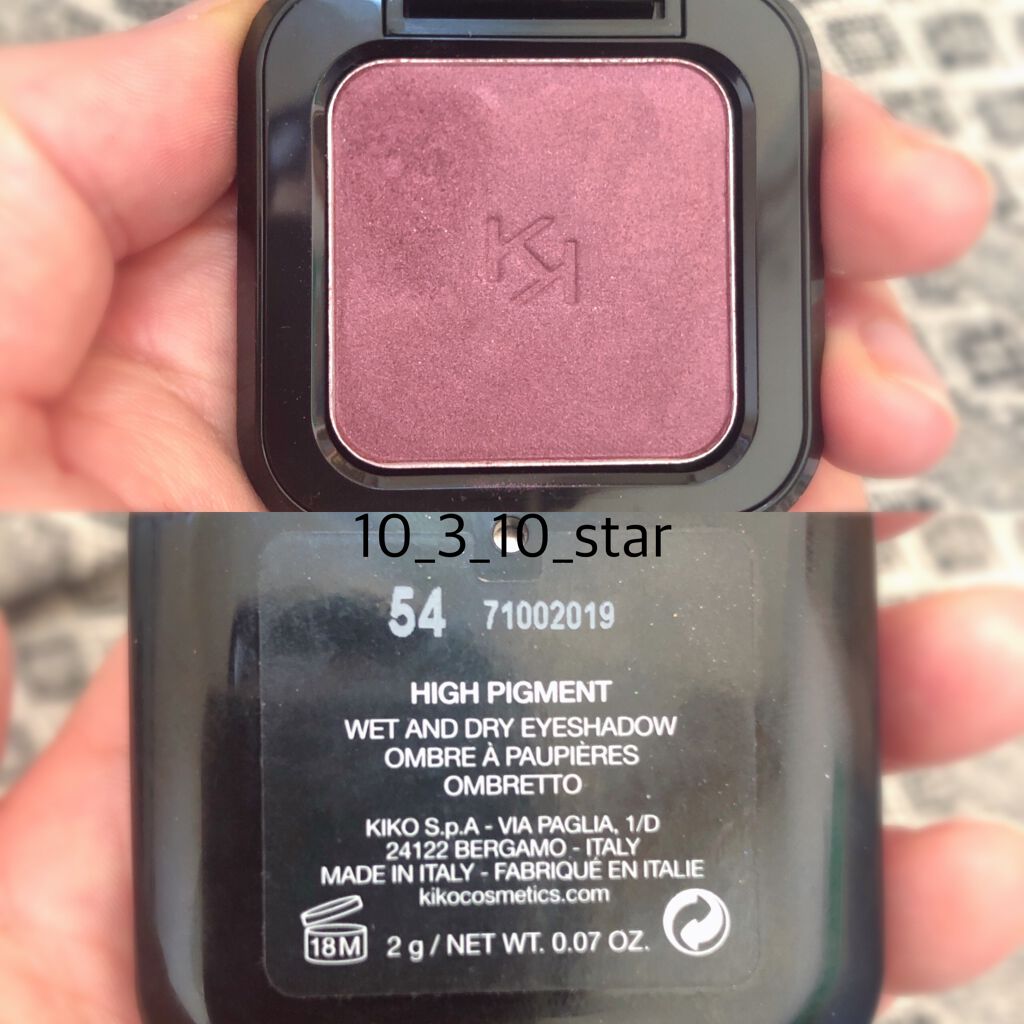 KK
10_3_10_star
54 71002019
HIGH PIGMENT
WET AND DRY EYESHADOW
OMBRE À PAUPIÈRES
OMBRETTO
KIKO S.p.A - VIA PAGLIA, 1/D
24122 BERGAMO - ITALY
MADE IN ITALY - FABRIQUÉ EN ITALIE
kikocosmetics.com
18M 2 g / NET WT. 0.07 OZ.